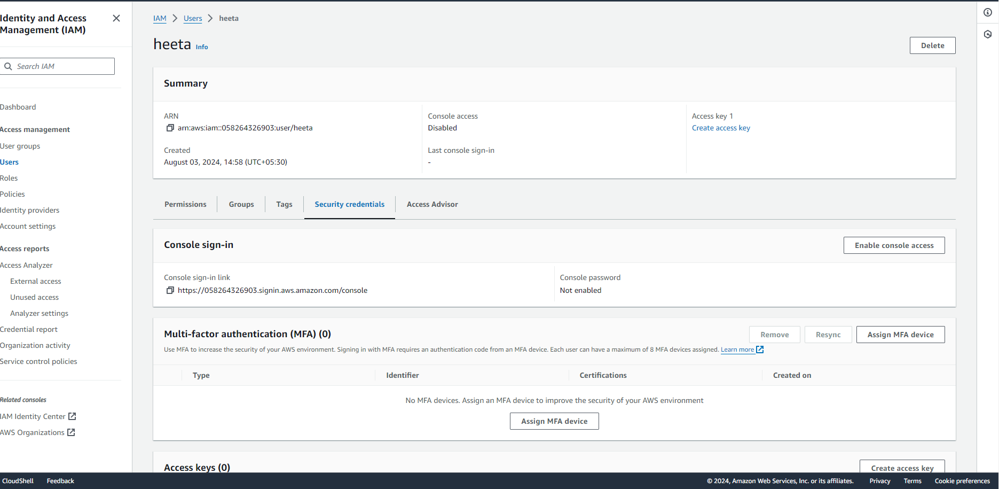 Identity and Access
Management (IAM)
Search IAM
Dashboard
Access management
User groups
Users
Roles
Policies
Identity providers
Account settings
Access reports
Access Analyzer
External access
Unused access
Analyzer settings
Credential report
Organization activity
Service control policies
Related consoles
IAM Identity Center
AWS Organizations
IAM > Users > heeta
heeta Info
Delete
Summary
ARN
arn:aws:iam::058264326903:user/heeta
Created
August 03, 2024, 14:58 (UTC+05:30)
Console access
Disabled
Last console sign-in
-
Access key 1
Create access key
Permissions Groups Tags Security credentials Access Advisor
Console sign-in
Enable console access
Console sign-in link
https://058264326903.signin.aws.amazon.com/console
Console password
Not enabled
Multi-factor authentication (MFA) (0)
Remove Resync Assign MFA device
Use MFA to increase the security of your AWS environment. Signing in with MFA requires an authentication code from an MFA device. Each user can have a maximum of 8 MFA devices assigned. Learn more
Type Identifier Certifications Created on
No MFA devices. Assign an MFA device to improve the security of your AWS environment
Assign MFA device
Access keys (0)
Create access key
CloudShell Feedback
© 2024, Amazon Web Services, Inc. or its affiliates. Privacy Terms Cookie preferences